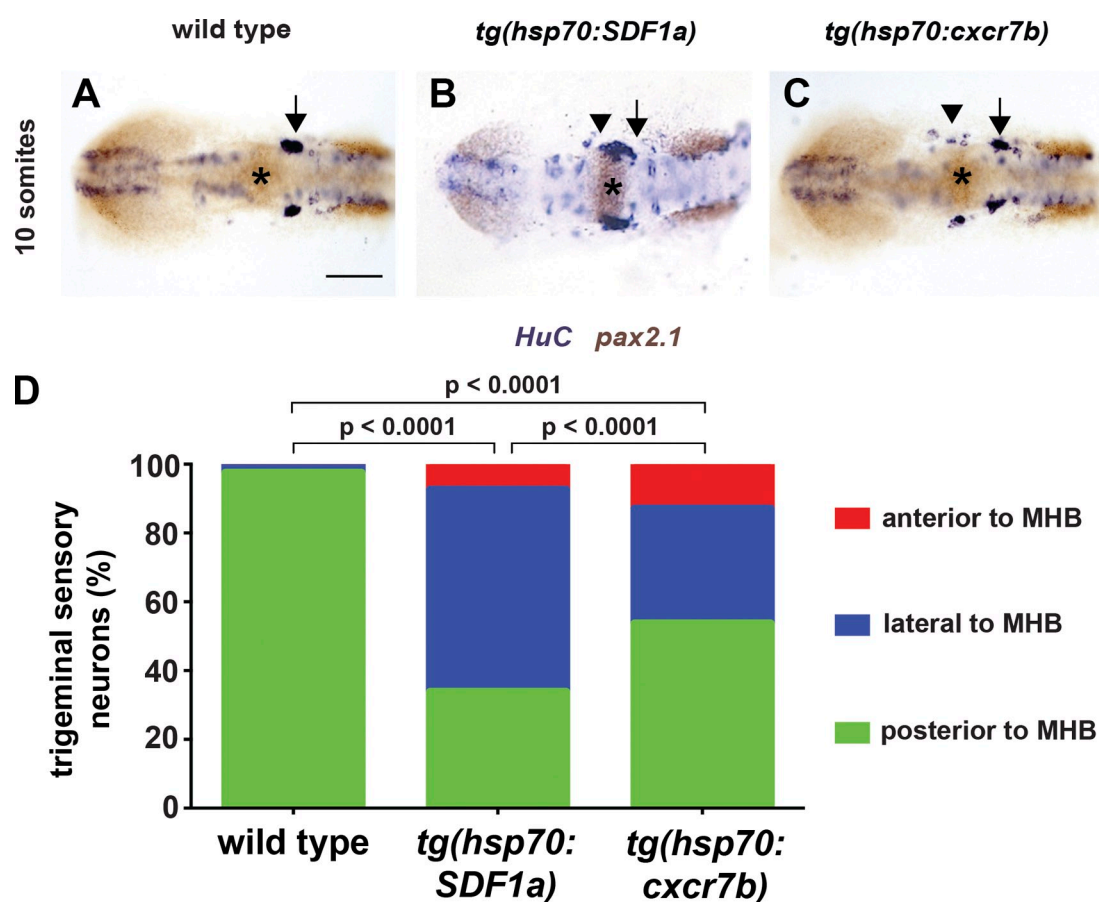 wild type
tg(hsp70:SDF1a)
tg(hsp70:cxcr7b)
10 somites
A
B
C
*
*
*
HuC pax2.1
D
p < 0.0001
p < 0.0001
p < 0.0001
trigeminal sensory
neurons (%)
100
80
60
40
20
0
anterior to MHB
lateral to MHB
posterior to MHB
wild type
tg(hsp70:
SDF1a)
tg(hsp70:
cxcr7b)